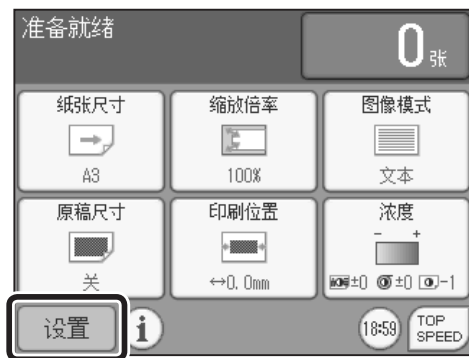 准备就绪
0张
纸张尺寸
缩放倍率
图像模式
A3
100%
文本
原稿尺寸
印刷位置
浓度
- +
关
↔0, 0mm
±0 ±0 -1
设置
i
18:59
TOP
SPEED